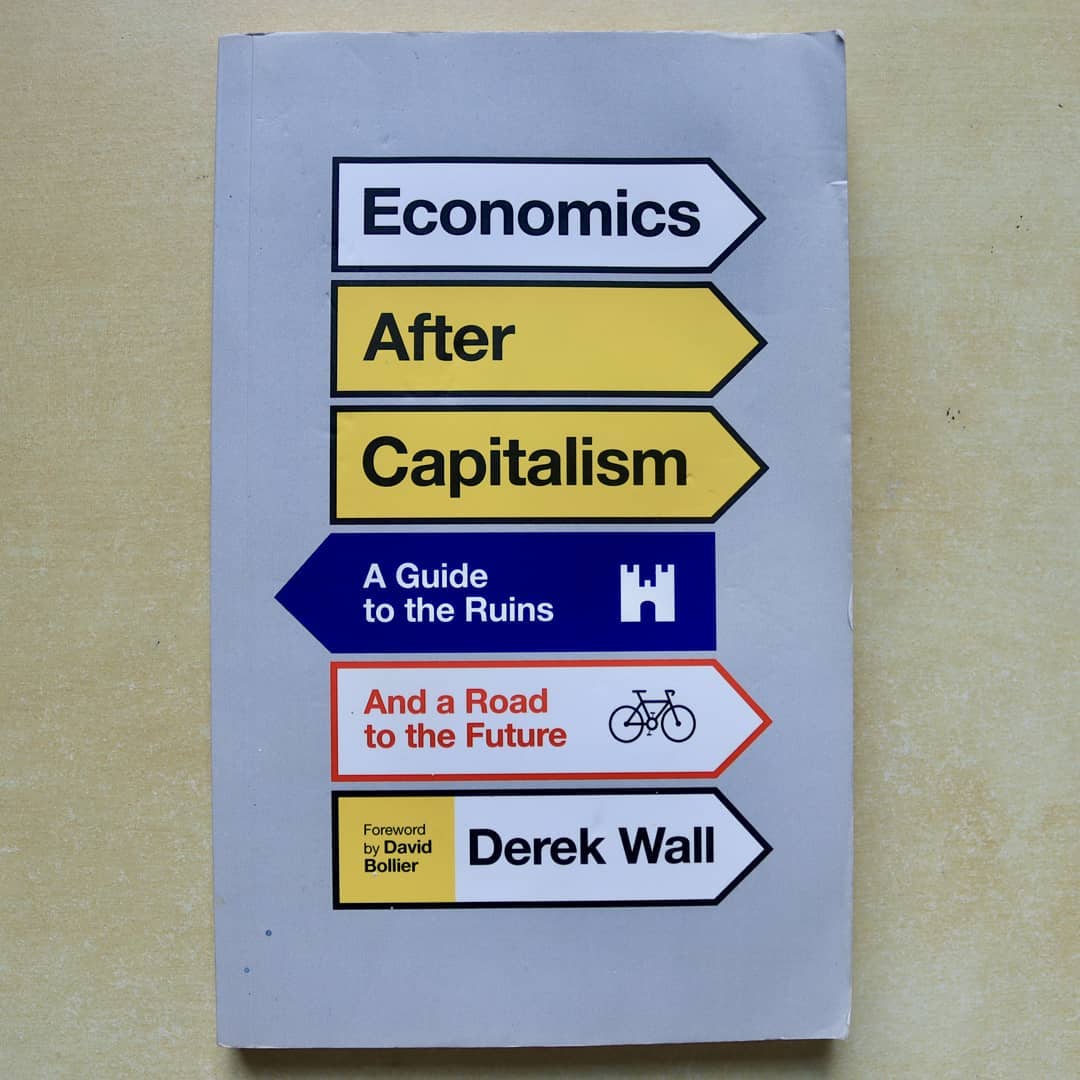 Economics
After
Capitalism
A Guide
to the Ruins
And a Road
to the Future
Foreword
by David
Bollier
Derek Wall